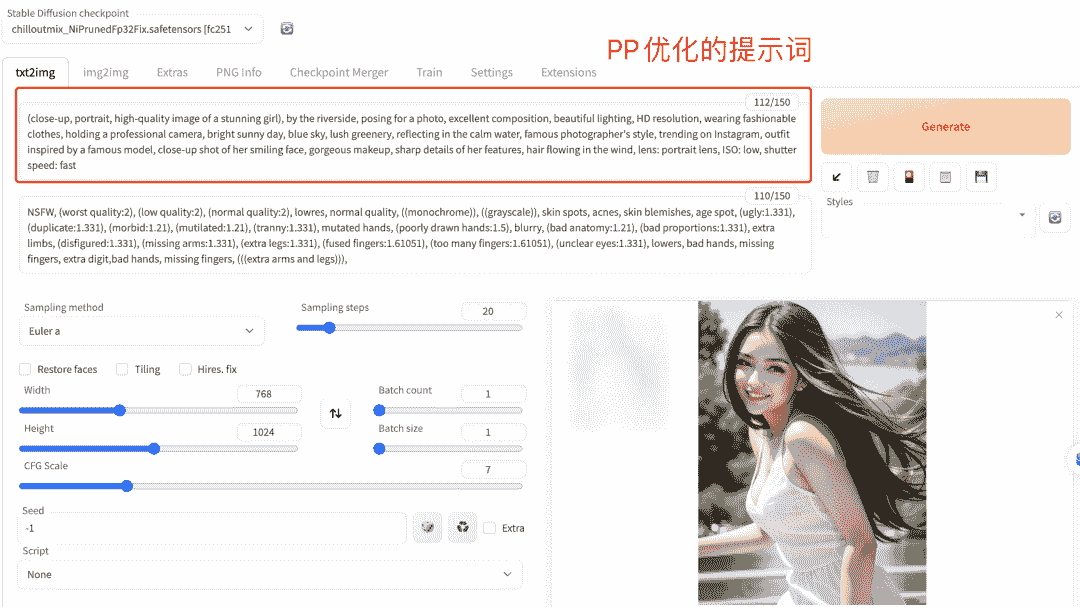 Stable Diffusion checkpoint
chilloutmix_NiPrunedFp32Fix.safetensors [fc251
PP优化的提示词
txt2img img2img Extras PNG Info Checkpoint Merger Train Settings Extensions
112/150
(close-up, portrait, high-quality image of a stunning girl), by the riverside, posing for a photo, excellent composition, beautiful lighting, HD resolution, wearing fashionable
clothes, holding a professional camera, bright sunny day, blue sky, lush greenery, reflecting in the calm water, famous photographer's style, trending on Instagram, outfit
inspired by a famous model, close-up shot of her smiling face, gorgeous makeup, sharp details of her features, hair flowing in the wind, lens: portrait lens, ISO: low, shutter
speed: fast
Generate
110/150
NSFW, (worst quality:2), (low quality:2), (normal quality:2), lowres, normal quality, ((monochrome)), ((grayscale)), skin spots, acnes, skin blemishes, age spot, (ugly:1.331),
(duplicate:1.331), (morbid:1.21), (mutilated:1.21), (tranny:1.331), mutated hands, (poorly drawn hands:1.5), blurry, (bad anatomy:1.21), (bad proportions:1.331), extra
limbs, (disfigured:1.331), (missing arms:1.331), (extra legs:1.331), (fused fingers:1.61051), (too many fingers:1.61051), (unclear eyes:1.331), lowers, bad hands, missing
fingers, extra digit,bad hands, missing fingers, (((extra arms and legs))),
Styles
Sampling method
Euler a
Sampling steps
20
Restore faces Tiling Hires. fix
Width
768
Height
1024
Batch count
1
Batch size
1
CFG Scale
7
Seed
-1
Extra
Script
None